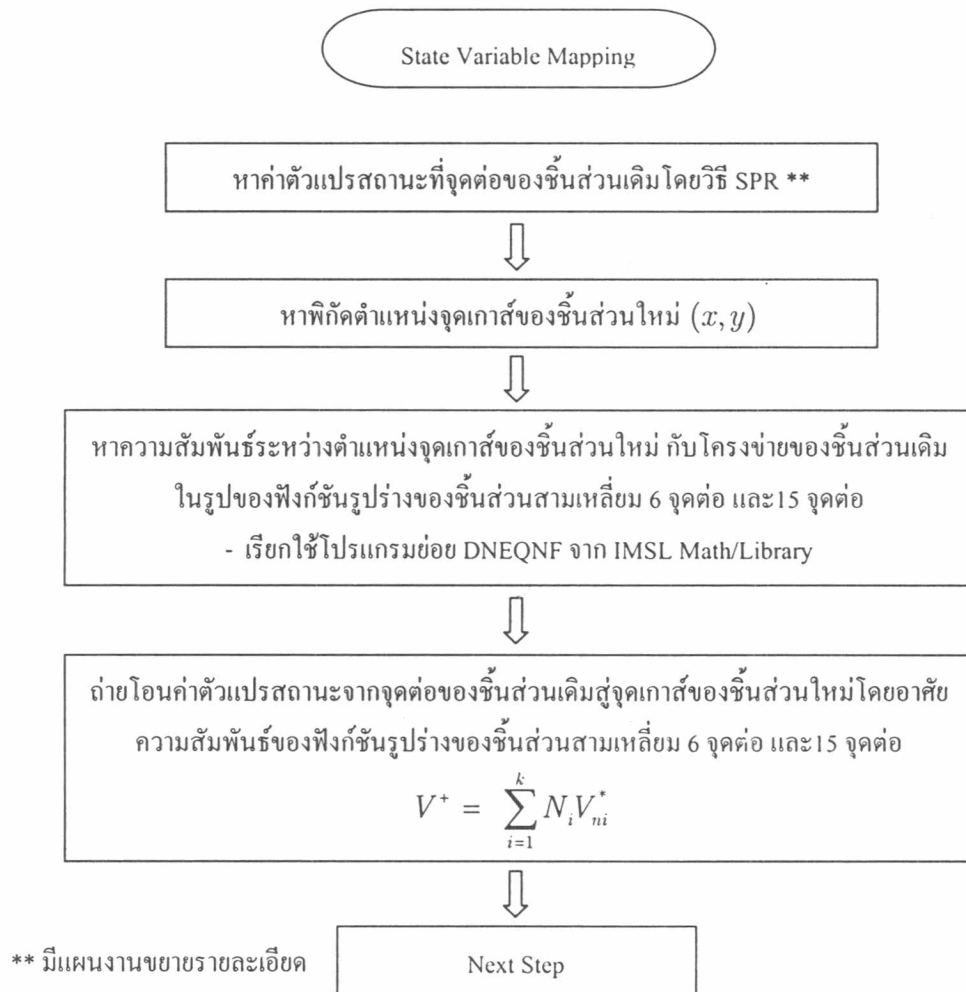 State Variable Mapping
หาค่าตัวแปรสถานะที่จุดต่อของชิ้นส่วนเดิมโดยวิธี SPR **
หาพิกัดตำแหน่งจุดเกาส์ของชิ้นส่วนใหม่ (x, y)
หาความสัมพันธ์ระหว่างตำแหน่งจุดเกาส์ของชิ้นส่วนใหม่ กับโครงข่ายของชิ้นส่วนเดิม
ในรูปของฟังก์ชันรูปร่างของชิ้นส่วนสามเหลี่ยม 6 จุดต่อ และ15 จุดต่อ
- เรียกใช้โปรแกรมย่อย DNEQNF จาก IMSL Math/Library
ถ่ายโอนค่าตัวแปรสถานะจากจุดต่อของชิ้นส่วนเดิมสู่จุดเกาส์ของชิ้นส่วนใหม่โดยอาศัย
ความสัมพันธ์ของฟังก์ชันรูปร่างของชิ้นส่วนสามเหลี่ยม 6 จุดต่อ และ15 จุดต่อ
$V^{+} = \sum_{i=1}^{k} N_i V_{ni}^{*}$
** มีแผนงานขยายรายละเอียด
Next Step